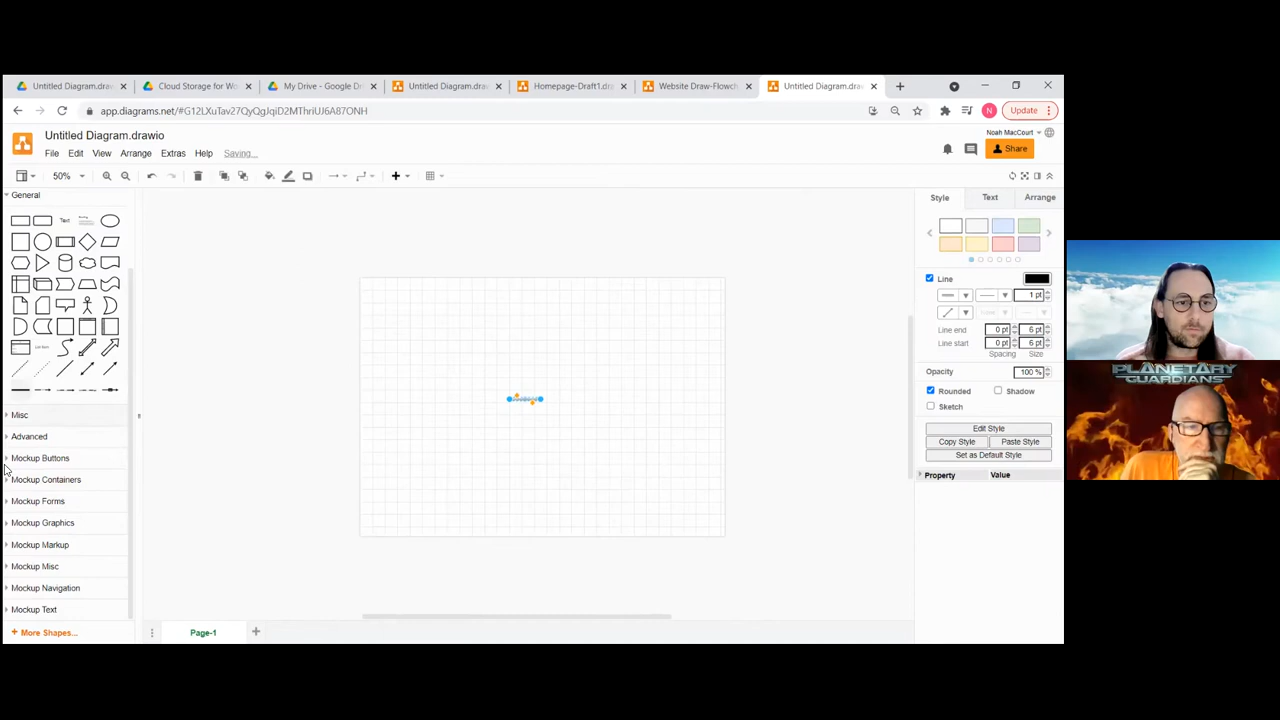 Untitled Diagram.draw
Cloud Storage for Wo
My Drive - Google Dr
Untitled Diagram.draw
Homepage-Draft1.dra
Website Draw-Flowch
Untitled Diagram.draw
app.diagrams.net/#G12LXuTav27QyQgJqiD2MThriUJ6A87ONH
N
Update
Untitled Diagram.drawio
Noah MacCourt
File Edit View Arrange Extras Help Saving...
Share
50%
General
Text
Style Text Arrange
Line
1 pt
Line end 0 pt 6 pt
Line start 0 pt 6 pt
Spacing Size
Opacity 100 %
Rounded Shadow
Sketch
Edit Style
Copy Style Paste Style
Set as Default Style
Property Value
Misc
Advanced
Mockup Buttons
Mockup Containers
Mockup Forms
Mockup Graphics
Mockup Markup
Mockup Misc
Mockup Navigation
Mockup Text
+ More Shapes...
Page-1
PLANETARY
GUARDIANS